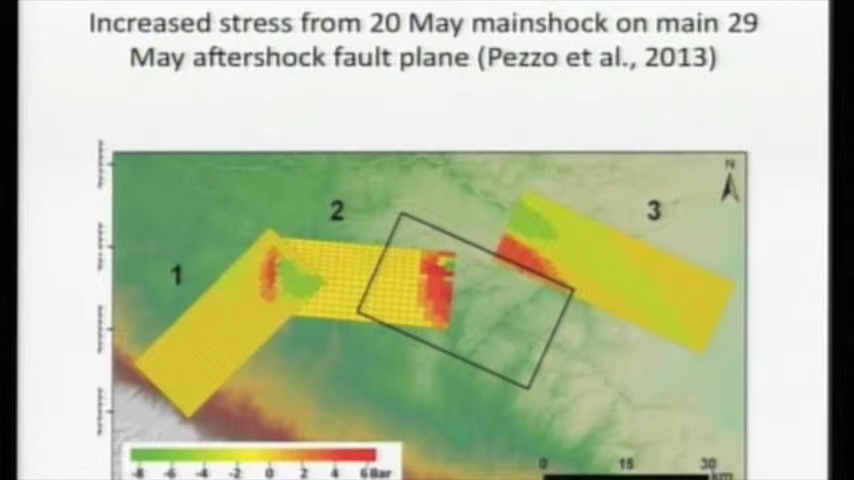 Increased stress from 20 May mainshock on main 29
May aftershock fault plane (Pezzo et al., 2013)
N
2
3
1
-8 -6 -4 -2 0 2 4 6 Bar
0 15 30
km